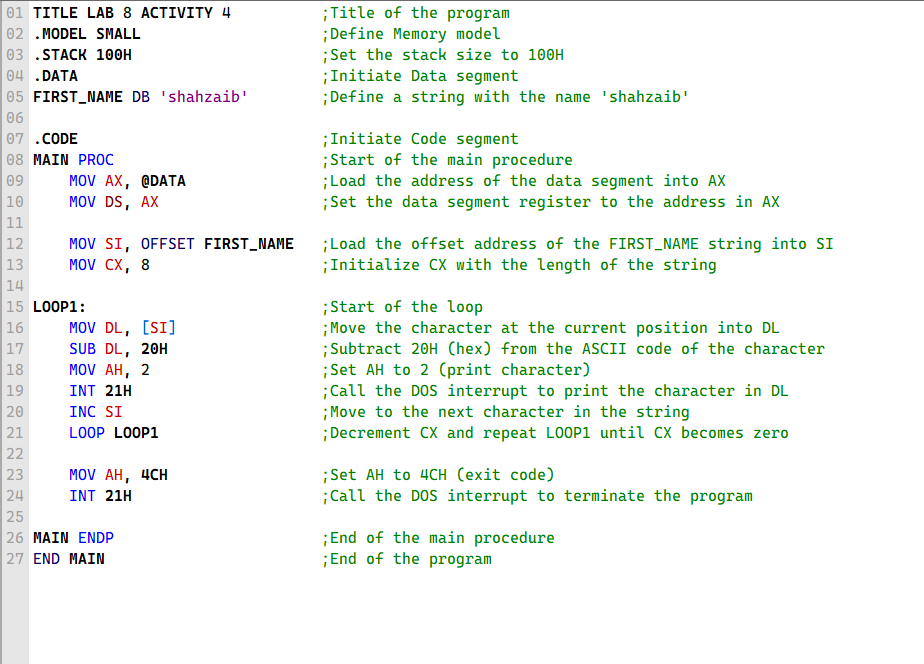 01 TITLE LAB 8 ACTIVITY 4 ;Title of the program
02 .MODEL SMALL ;Define Memory model
03 .STACK 100H ;Set the stack size to 100H
04 .DATA ;Initiate Data segment
05 FIRST_NAME DB 'shahzaib' ;Define a string with the name 'shahzaib'
06
07 .CODE ;Initiate Code segment
08 MAIN PROC ;Start of the main procedure
09 MOV AX, @DATA ;Load the address of the data segment into AX
10 MOV DS, AX ;Set the data segment register to the address in AX
11
12 MOV SI, OFFSET FIRST_NAME ;Load the offset address of the FIRST_NAME string into SI
13 MOV CX, 8 ;Initialize CX with the length of the string
14
15 LOOP1: ;Start of the loop
16 MOV DL, [SI] ;Move the character at the current position into DL
17 SUB DL, 20H ;Subtract 20H (hex) from the ASCII code of the character
18 MOV AH, 2 ;Set AH to 2 (print character)
19 INT 21H ;Call the DOS interrupt to print the character in DL
20 INC SI ;Move to the next character in the string
21 LOOP LOOP1 ;Decrement CX and repeat LOOP1 until CX becomes zero
22
23 MOV AH, 4CH ;Set AH to 4CH (exit code)
24 INT 21H ;Call the DOS interrupt to terminate the program
25
26 MAIN ENDP ;End of the main procedure
27 END MAIN ;End of the program